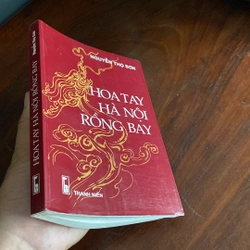 NGUYỄN THỌ SƠN
HOA TAY
HÀ NỘI
RỒNG BAY
THANH NIÊN
HOA TAY HÀ NỘI RỒNG BAY